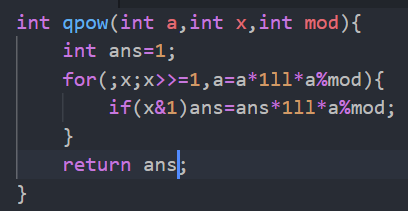 int qpow(int a,int x,int mod){
    int ans=1;
    for(;x;x>>=1,a=a*1ll*a%mod){
        if(x&1)ans=ans*1ll*a%mod;
    }
    return ans;
}